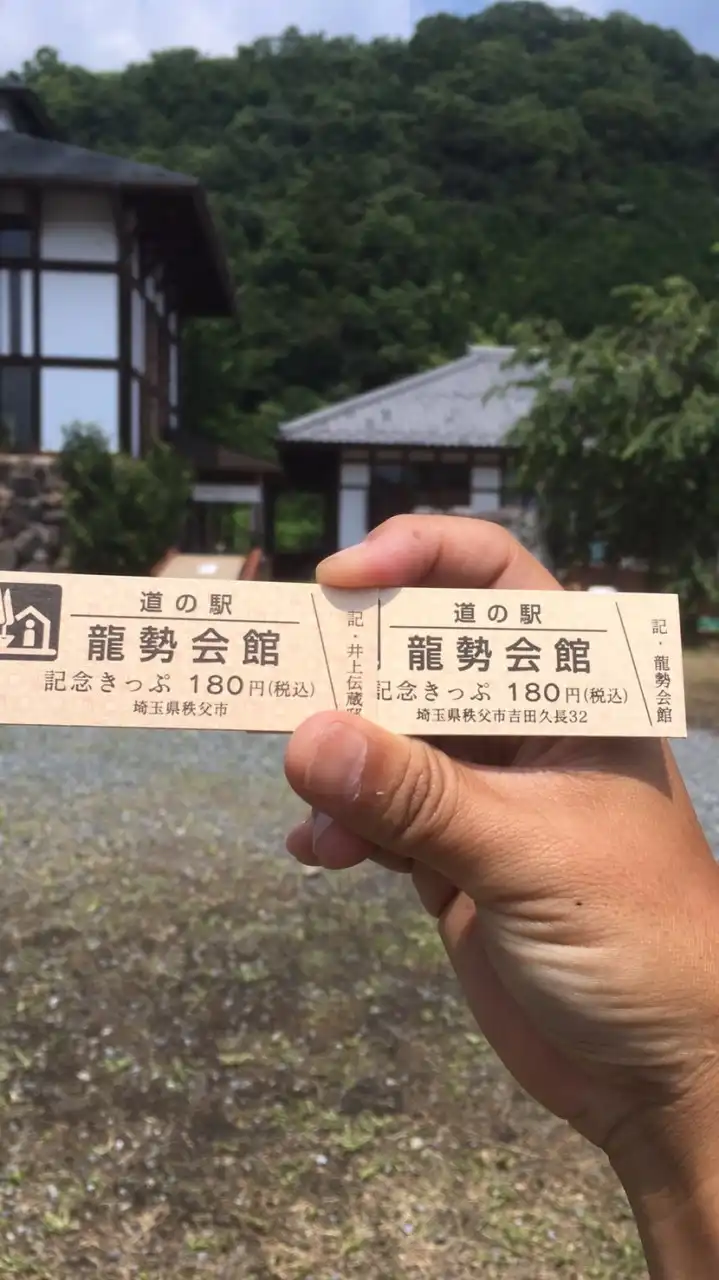 道の駅
龍勢会館
記念きっぷ 180円(税込)
埼玉県秩父市
記・井上伝蔵邸
道の駅
龍勢会館
記念きっぷ 180円(税込)
埼玉県秩父市吉田久長32
記・龍勢会館